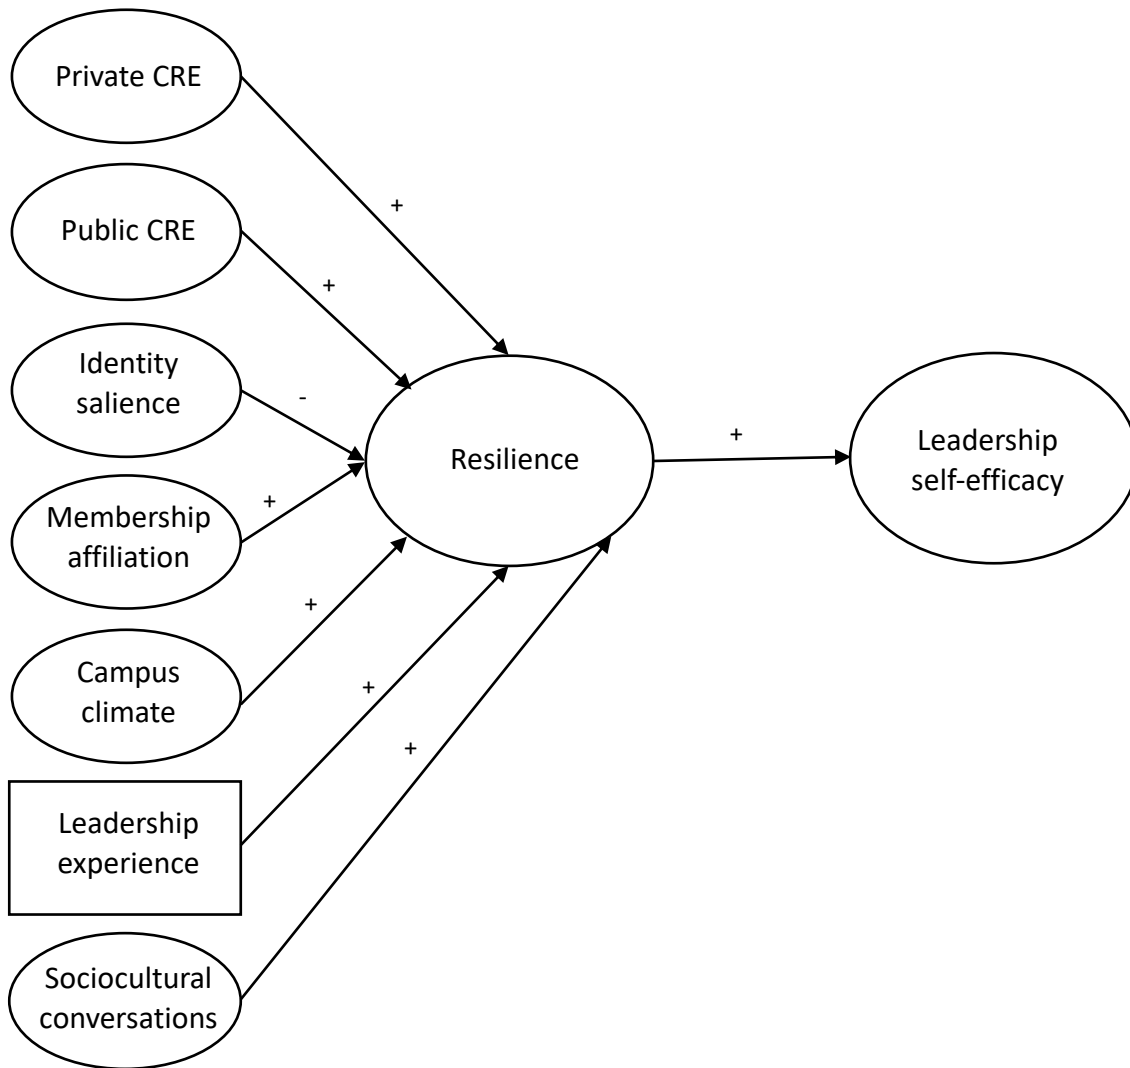 Private CRE
+
Public CRE
+
Identity
salience
-
Membership
affiliation
+
Campus
climate
+
Leadership
experience
+
Sociocultural
conversations
+
Resilience
+
Leadership
self-efficacy